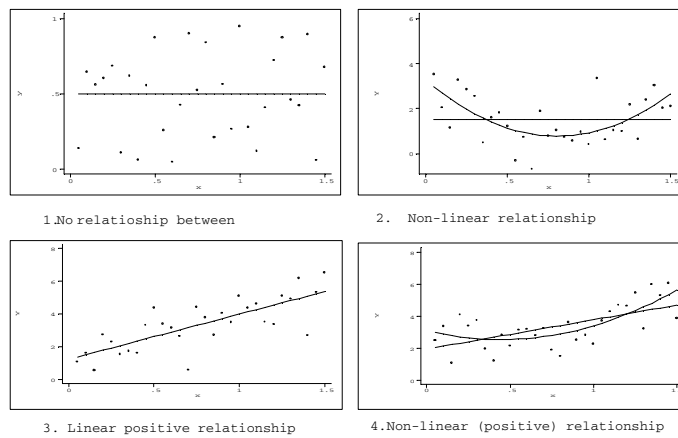 1
.5
0
Y
0
.5
1
1.5
X
6
4
2
0
Y
0
.5
1
1.5
X
1.No relatioship between
2. Non-linear relationship
8
6
4
2
0
Y
0
.5
1
1.5
X
8
6
4
2
0
Y
0
.5
1
1.5
X
3. Linear positive relationship
4.Non-linear (positive) relationship